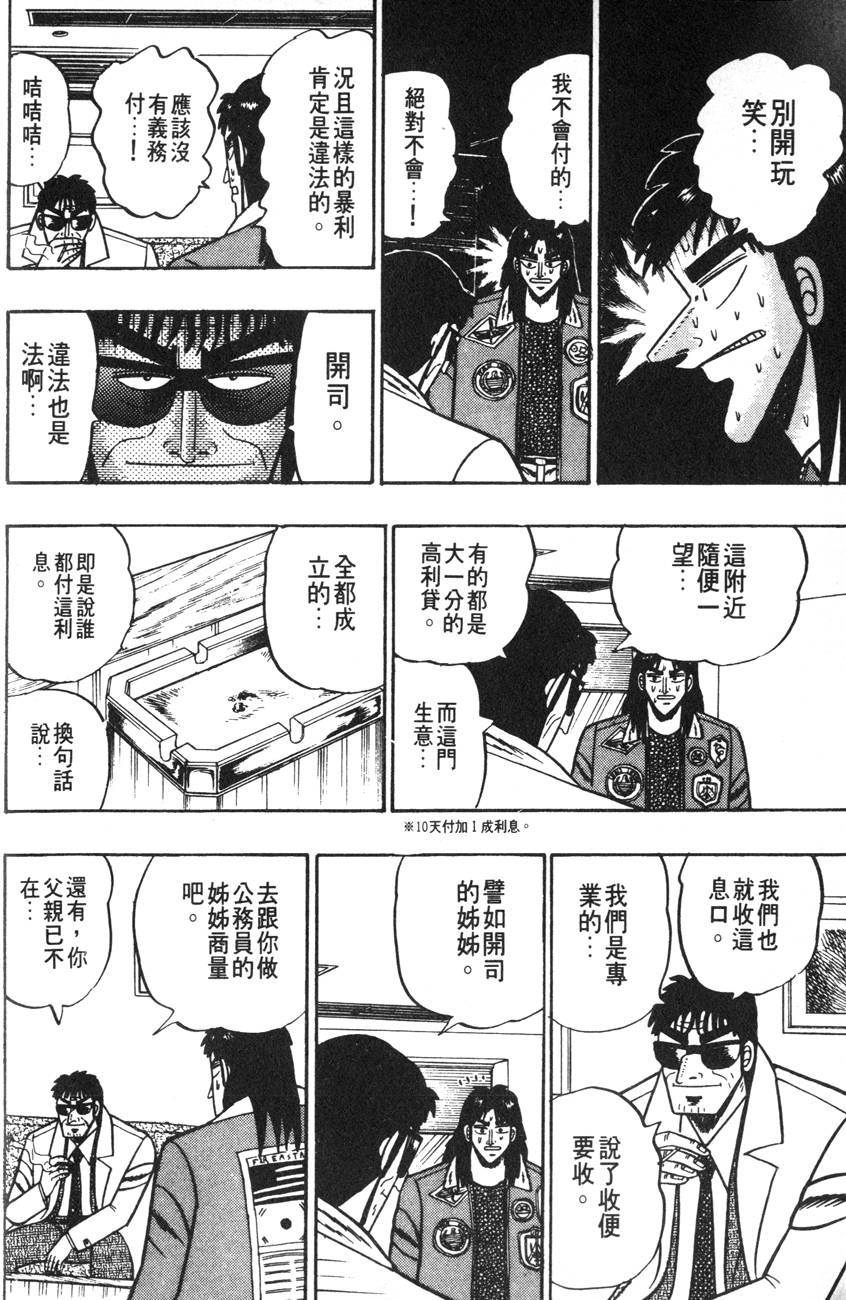 別開玩
笑…
我不會付的…
絕對不會…！
況且這樣的暴利
肯定是違法的。
應該沒
有義務
付…！
咭咭咭…
開司。
違法也是
法啊…
這附近
隨便一
望…
有的都是
大一分的
高利貸。
而這門
生意…
※10天付加1成利息。
全都成
立的…
即是說誰
都付這利
息。
換句話
說…
我們也
就收這
息口。
我們是專
業的…
說了收便
要收。
譬如開司
的姊姊。
去跟你做
公務員的
姊姊商量
吧。
FREASTA
還有，你
父親已不
在…